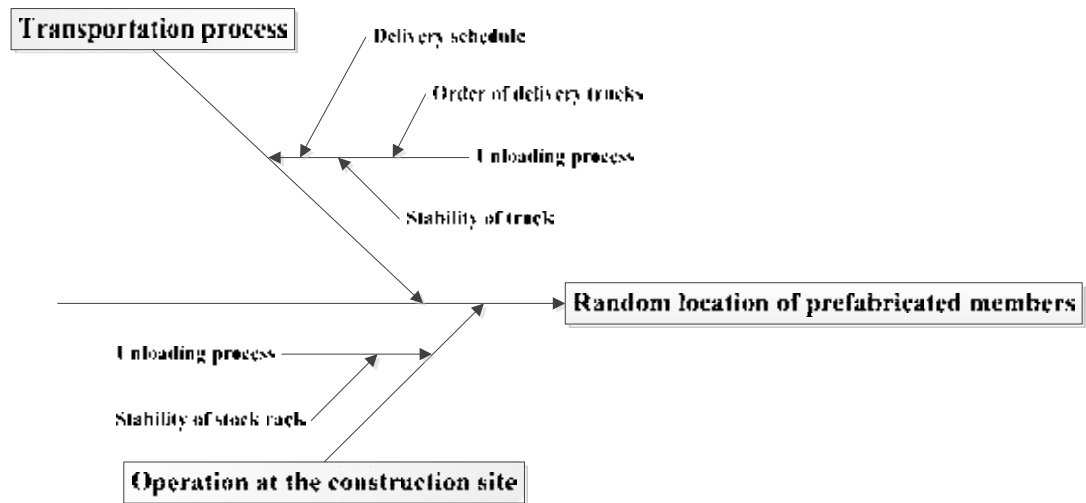 Transportation process
Delivery schedule
Order of delivery trucks
Unloading process
Stability of truck
Random location of prefabricated members
Unloading process
Stability of stock rack
Operation at the construction site